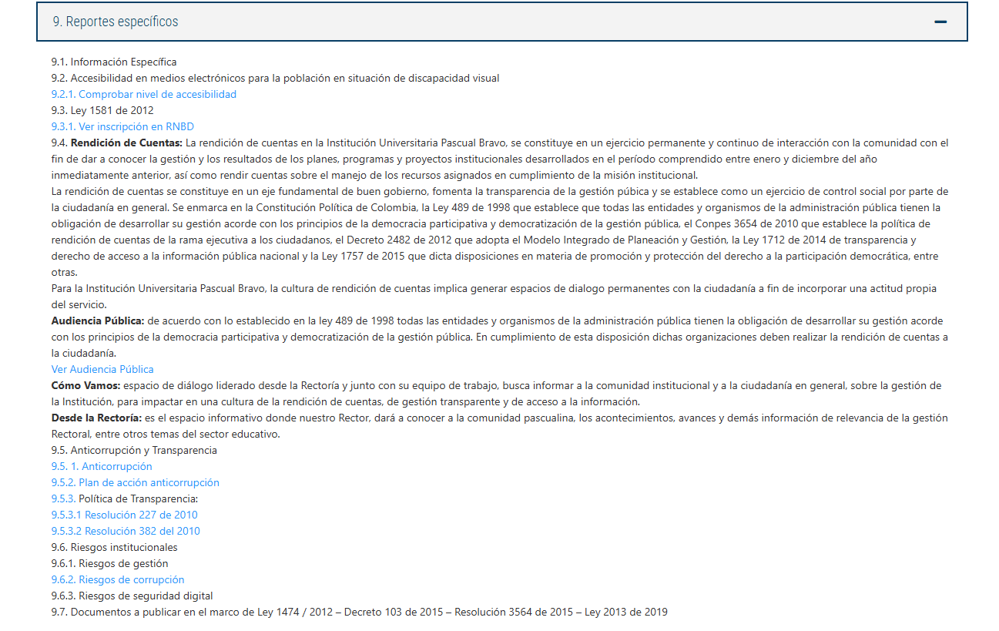 9. Reportes específicos
9.1. Información Específica
9.2. Accesibilidad en medios electrónicos para la población en situación de discapacidad visual
9.2.1. Comprobar nivel de accesibilidad
9.3. Ley 1581 de 2012
9.3.1. Ver inscripción en RNBD
9.4. Rendición de Cuentas: La rendición de cuentas en la Institución Universitaria Pascual Bravo, se constituye en un ejercicio permanente y continuo de interacción con la comunidad con el
fin de dar a conocer la gestión y los resultados de los planes, programas y proyectos institucionales desarrollados en el período comprendido entre enero y diciembre del año
inmediatamente anterior, así como rendir cuentas sobre el manejo de los recursos asignados en cumplimiento de la misión institucional.
La rendición de cuentas se constituye en un eje fundamental de buen gobierno, fomenta la transparencia de la gestión púbica y se establece como un ejercicio de control social por parte de
la ciudadanía en general. Se enmarca en la Constitución Política de Colombia, la Ley 489 de 1998 que establece que todas las entidades y organismos de la administración pública tienen la
obligación de desarrollar su gestión acorde con los principios de la democracia participativa y democratización de la gestión pública, el Conpes 3654 de 2010 que establece la política de
rendición de cuentas de la rama ejecutiva a los ciudadanos, el Decreto 2482 de 2012 que adopta el Modelo Integrado de Planeación y Gestión, la Ley 1712 de 2014 de transparencia y
derecho de acceso a la información pública nacional y la Ley 1757 de 2015 que dicta disposiciones en materia de promoción y protección del derecho a la participación democrática, entre
otras.
Para la Institución Universitaria Pascual Bravo, la cultura de rendición de cuentas implica generar espacios de dialogo permanentes con la ciudadanía a fin de incorporar una actitud propia
del servicio.
Audiencia Pública: de acuerdo con lo establecido en la ley 489 de 1998 todas las entidades y organismos de la administración pública tienen la obligación de desarrollar su gestión acorde
con los principios de la democracia participativa y democratización de la gestión pública. En cumplimiento de esta disposición dichas organizaciones deben realizar la rendición de cuentas a
la ciudadanía.
Ver Audiencia Pública
Cómo Vamos: espacio de diálogo liderado desde la Rectoría y junto con su equipo de trabajo, busca informar a la comunidad institucional y a la ciudadanía en general, sobre la gestión de
la Institución, para impactar en una cultura de la rendición de cuentas, de gestión transparente y de acceso a la información.
Desde la Rectoría: es el espacio informativo donde nuestro Rector, dará a conocer a la comunidad pascualina, los acontecimientos, avances y demás información de relevancia de la gestión
Rectoral, entre otros temas del sector educativo.
9.5. Anticorrupción y Transparencia
9.5. 1. Anticorrupción
9.5.2. Plan de acción anticorrupción
9.5.3. Política de Transparencia:
9.5.3.1 Resolución 227 de 2010
9.5.3.2 Resolución 382 del 2010
9.6. Riesgos institucionales
9.6.1. Riesgos de gestión
9.6.2. Riesgos de corrupción
9.6.3. Riesgos de seguridad digital
9.7. Documentos a publicar en el marco de Ley 1474 / 2012 – Decreto 103 de 2015 – Resolución 3564 de 2015 – Ley 2013 de 2019